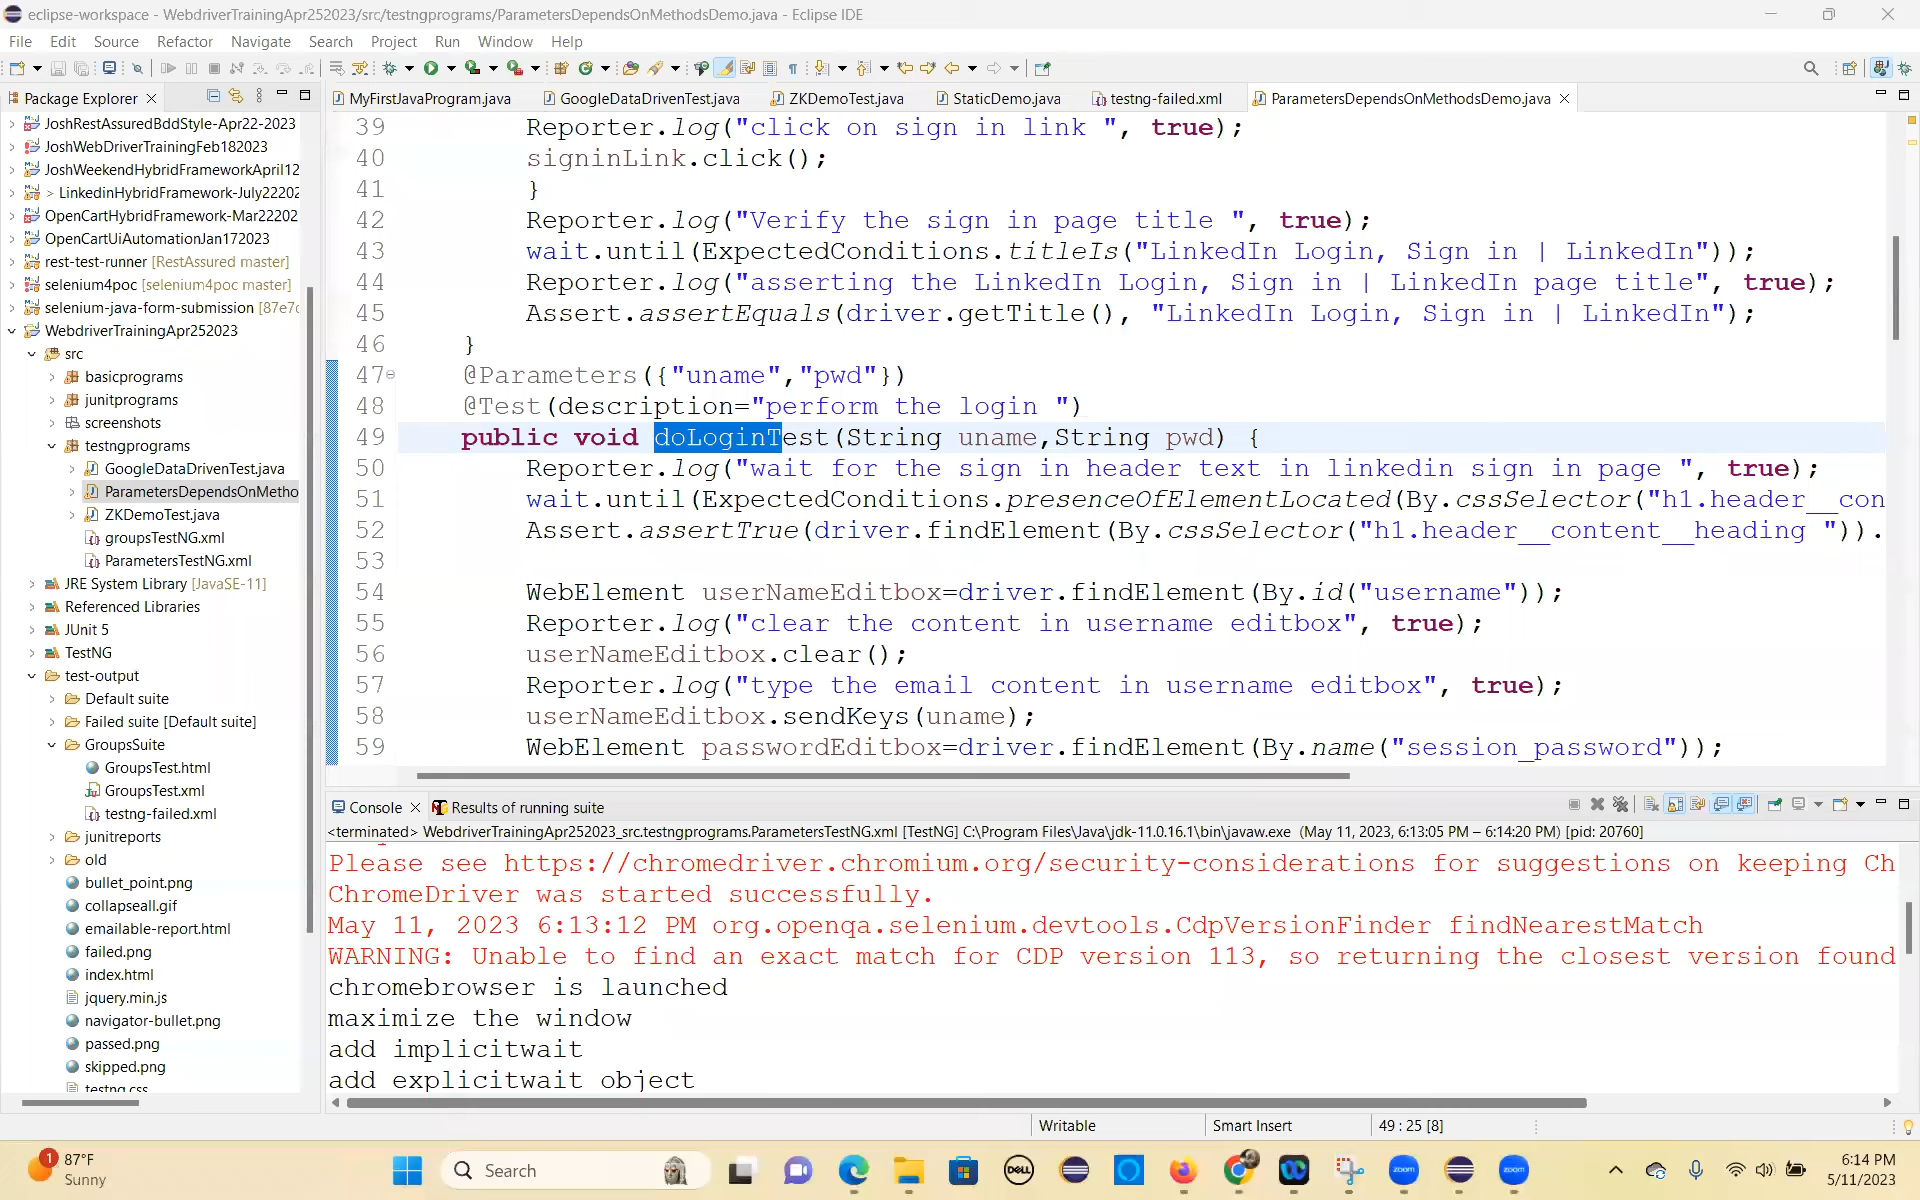 eclipse-workspace - WebdriverTrainingApr252023/src/testngprograms/ParametersDependsOnMethodsDemo.java - Eclipse IDE
File Edit Source Refactor Navigate Search Project Run Window Help
Package Explorer
MyFirstJavaProgram.java GoogleDataDrivenTest.java ZKDemoTest.java StaticDemo.java testng-failed.xml ParametersDependsOnMethodsDemo.java
JoshRestAssuredBddStyle-Apr22-2023
JoshWebDriverTrainingFeb182023
JoshWeekendHybridFrameworkApril12
> LinkedinHybridFramework-July22202
OpenCartHybridFramework-Mar22202
OpenCartUiAutomationJan172023
rest-test-runner [RestAssured master]
selenium4poc [selenium4poc master]
selenium-java-form-submission [87e7c
WebdriverTrainingApr252023
src
basicprograms
junitprograms
screenshots
testngprograms
GoogleDataDrivenTest.java
ParametersDependsOnMetho
ZKDemoTest.java
groupsTestNG.xml
ParametersTestNG.xml
JRE System Library [JavaSE-11]
Referenced Libraries
JUnit 5
TestNG
test-output
Default suite
Failed suite [Default suite]
GroupsSuite
GroupsTest.html
GroupsTest.xml
testng-failed.xml
junitreports
old
bullet_point.png
collapseall.gif
emailable-report.html
failed.png
index.html
jquery.min.js
navigator-bullet.png
passed.png
skipped.png
testng.css
39 Reporter.log("click on sign in link ", true);
40 signinLink.click();
41 }
42 Reporter.log("Verify the sign in page title ", true);
43 wait.until(ExpectedConditions.titleIs("LinkedIn Login, Sign in | LinkedIn"));
44 Reporter.log("asserting the LinkedIn Login, Sign in | LinkedIn page title", true);
45 Assert.assertEquals(driver.getTitle(), "LinkedIn Login, Sign in | LinkedIn");
46 }
47 @Parameters({"uname","pwd"})
48 @Test(description="perform the login ")
49 public void doLoginTest(String uname,String pwd) {
50 Reporter.log("wait for the sign in header text in linkedin sign in page ", true);
51 wait.until(ExpectedConditions.presenceOfElementLocated(By.cssSelector("h1.header__con
52 Assert.assertTrue(driver.findElement(By.cssSelector("h1.header__content__heading ")).
53
54 WebElement userNameEditbox=driver.findElement(By.id("username"));
55 Reporter.log("clear the content in username editbox", true);
56 userNameEditbox.clear();
57 Reporter.log("type the email content in username editbox", true);
58 userNameEditbox.sendKeys(uname);
59 WebElement passwordEditbox=driver.findElement(By.name("session_password"));
Console Results of running suite
<terminated> WebdriverTrainingApr252023_src.testngprograms.ParametersTestNG.xml [TestNG] C:\Program Files\Java\jdk-11.0.16.1\bin\javaw.exe (May 11, 2023, 6:13:05 PM – 6:14:20 PM) [pid: 20760]
Please see https://chromedriver.chromium.org/security-considerations for suggestions on keeping Ch
ChromeDriver was started successfully.
May 11, 2023 6:13:12 PM org.openqa.selenium.devtools.CdpVersionFinder findNearestMatch
WARNING: Unable to find an exact match for CDP version 113, so returning the closest version found
chromebrowser is launched
maximize the window
add implicitwait
add explicitwait object
Writable Smart Insert 49 : 25 [8]
1 87°F
Sunny
Search
DELL
zoom
zoom
6:14 PM
5/11/2023